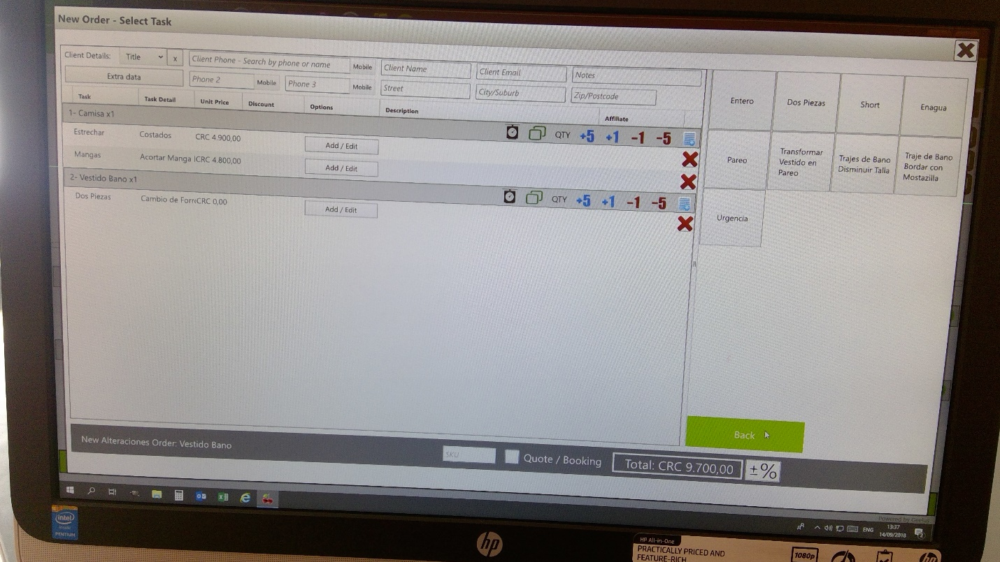 New Order - Select Task
Client Details: Title x Client Phone - Search by phone or name Mobile Client Name Client Email Notes
Extra data Phone 2 Mobile Phone 3 Mobile Street City/Suburb Zip/Postcode
Task Task Detail Unit Price Discount Options Description Affiliate
1- Camisa x1
QTY +5 +1 -1 -5
Estrechar Costados CRC 4.900,00 Add / Edit
Mangas Acortar Manga CRC 4.800,00 Add / Edit
2- Vestido Bano x1
QTY +5 +1 -1 -5
Dos Piezas Cambio de CRC 0,00 Add / Edit
Entero Dos Piezas Short Enagua
Pareo
Transformar
Vestido en
Pareo
Trajes de Bano
Disminuir Talla
Traje de Bano
Bordar con
Mostazilla
Urgencia
Back
New Alteraciones Order: Vestido Bano
SKU Quote / Booking Total: CRC 9.700,00 ±%
Powered by Geelux
ENG 13:37
14/09/2018
2
intel
inside
PENTIUM
hp
HP All-in-One
PRACTICALLY PRICED AND
FEATURE-RICH
1080p
hp